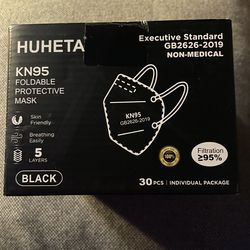 HUHETA
Executive Standard
GB2626-2019
NON-MEDICAL
KN95
FOLDABLE
PROTECTIVE
MASK
Skin
Friendly
Breathing
Easily
5
LAYERS
BLACK
KN95
GB2626-2019
100%
Filtration
≥95%
30 PCS | INDIVIDUAL PACKAGE